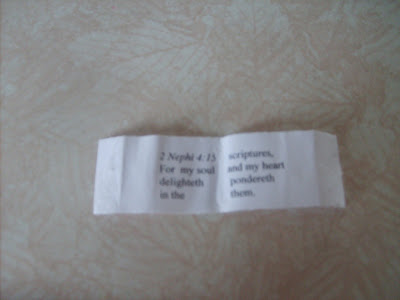 2 Nephi 4:15
For my soul
delighteth
in the
scriptures,
and my heart
pondereth
them.